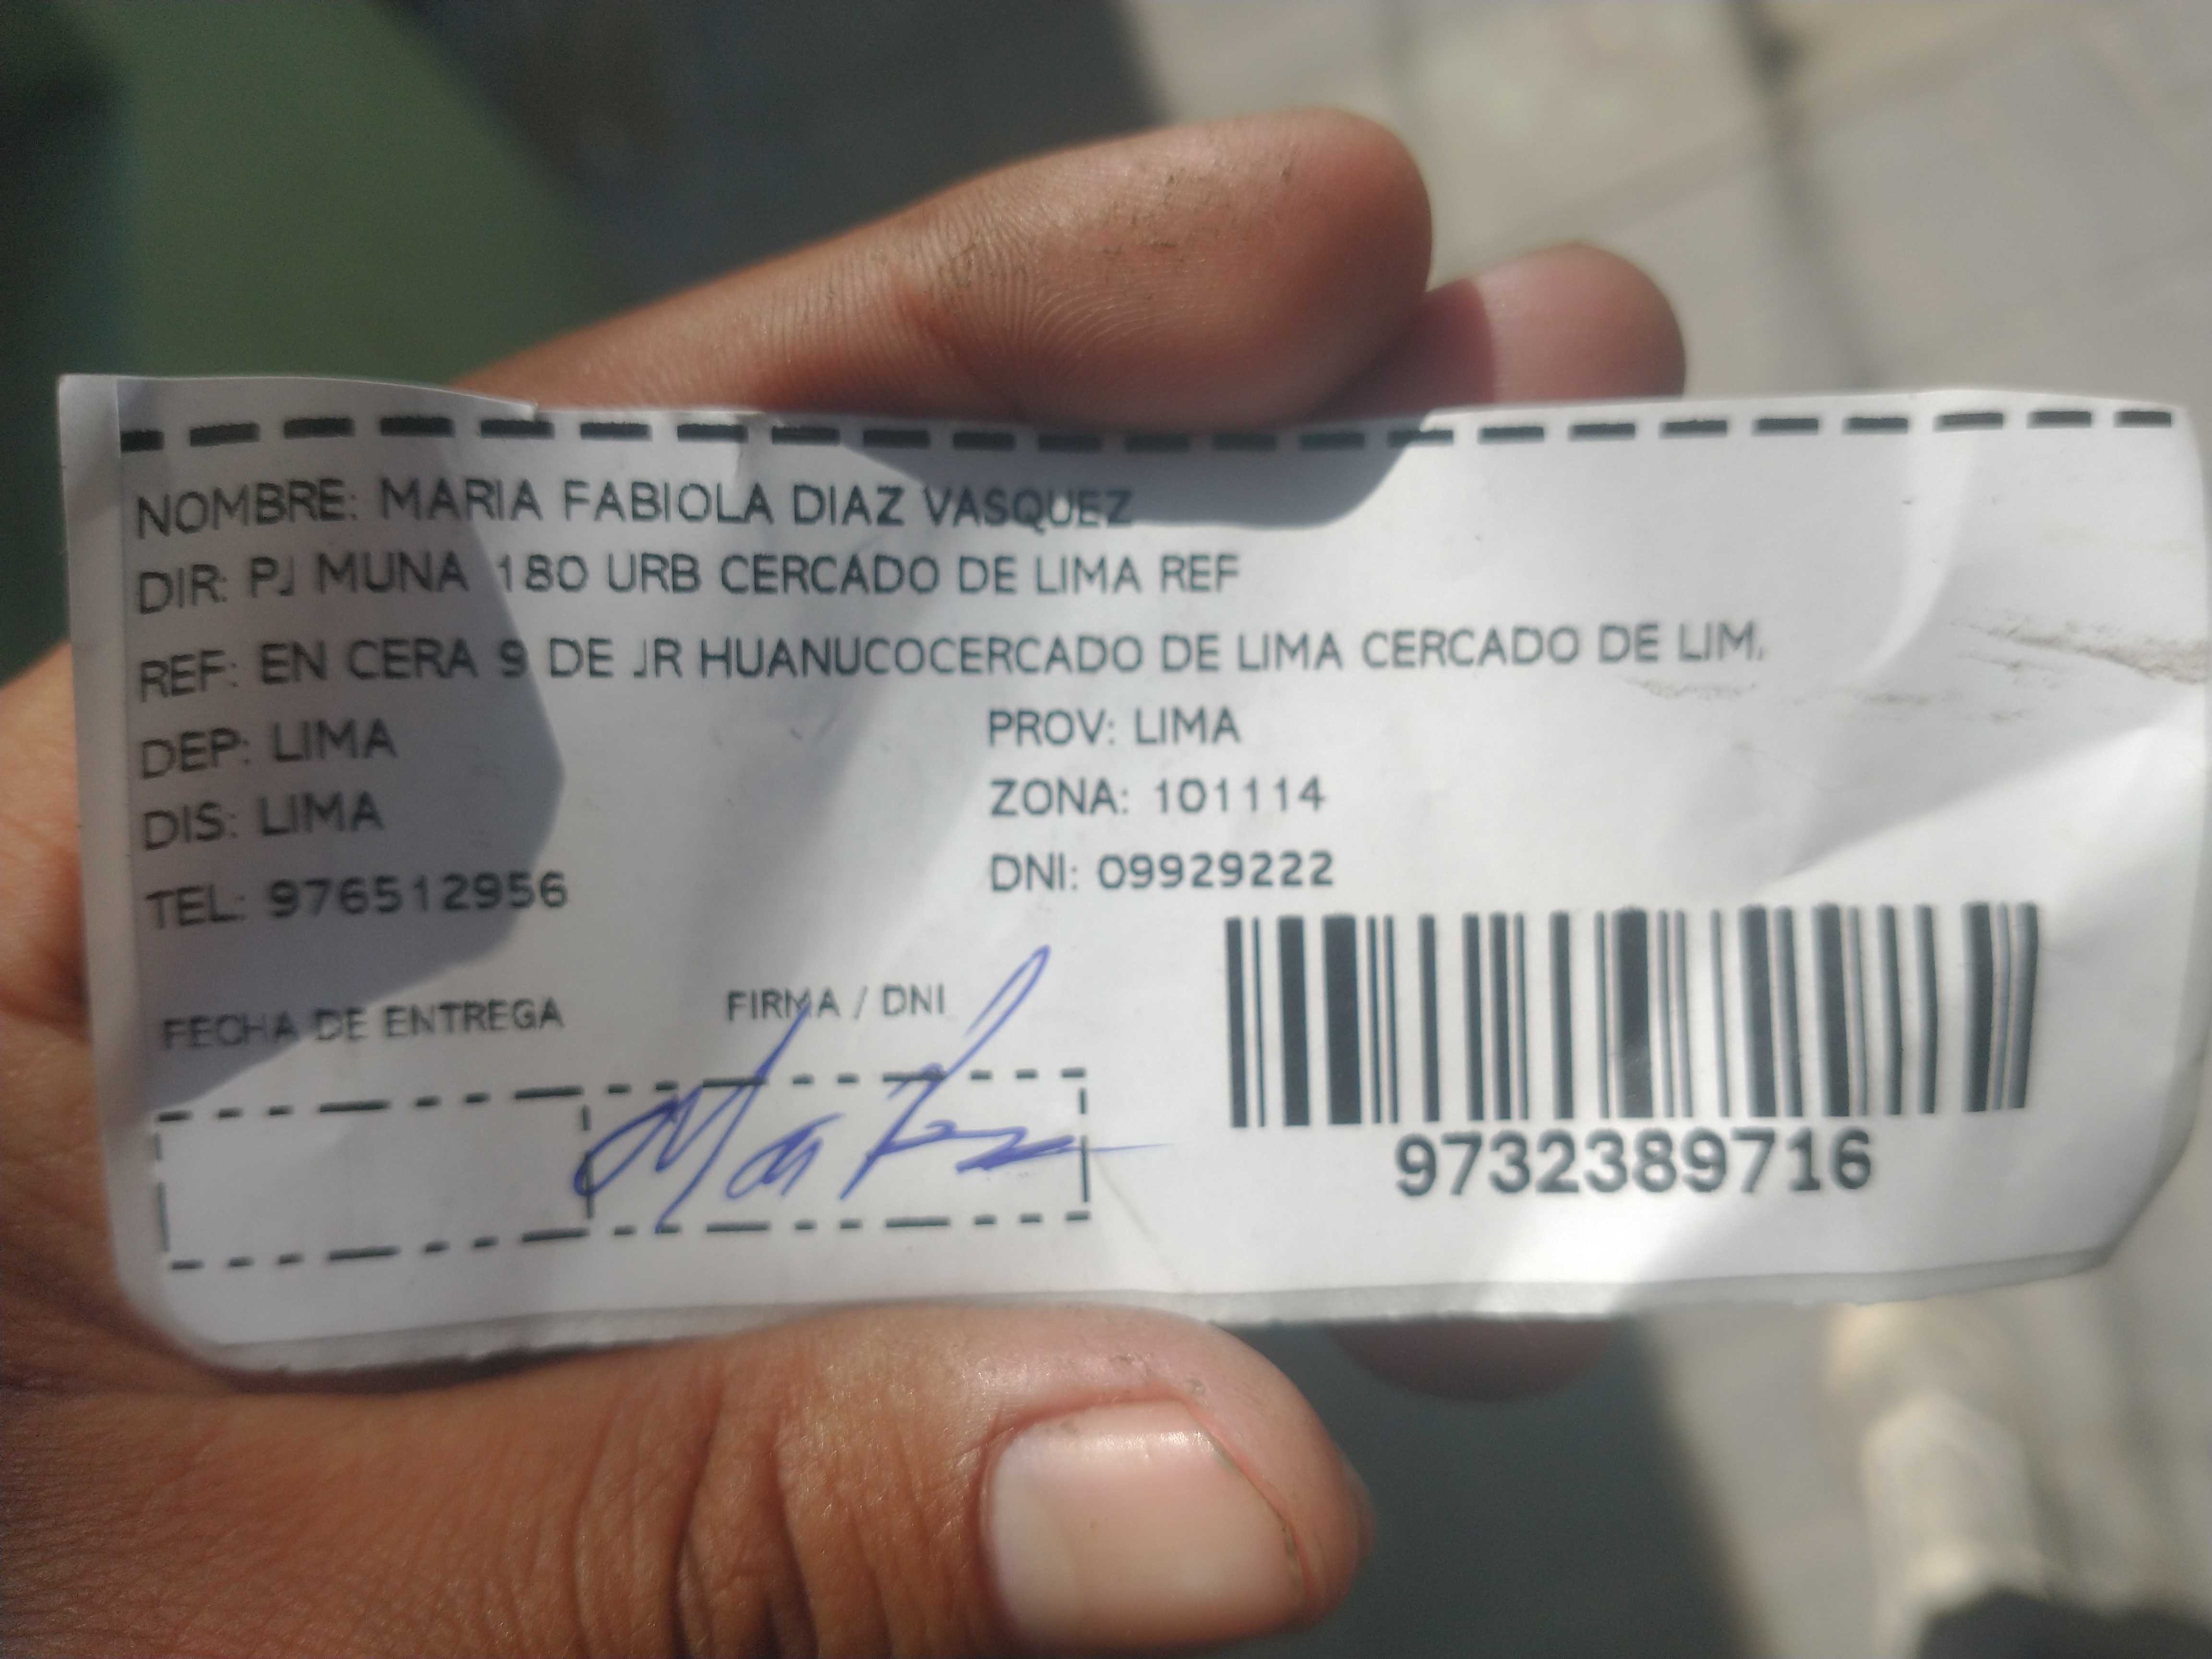 NOMBRE: MARIA FABIOLA DIAZ VASQUEZ
DIR: PJ MUNA 180 URB CERCADO DE LIMA REF
REF: EN CERA 9 DE JR HUANUCOCERCADO DE LIMA CERCADO DE LIM
DEP: LIMA PROV: LIMA
DIS: LIMA ZONA: 101114
TEL: 976512956 DNI: 09929222
FECHA DE ENTREGA FIRMA / DNI
9732389716